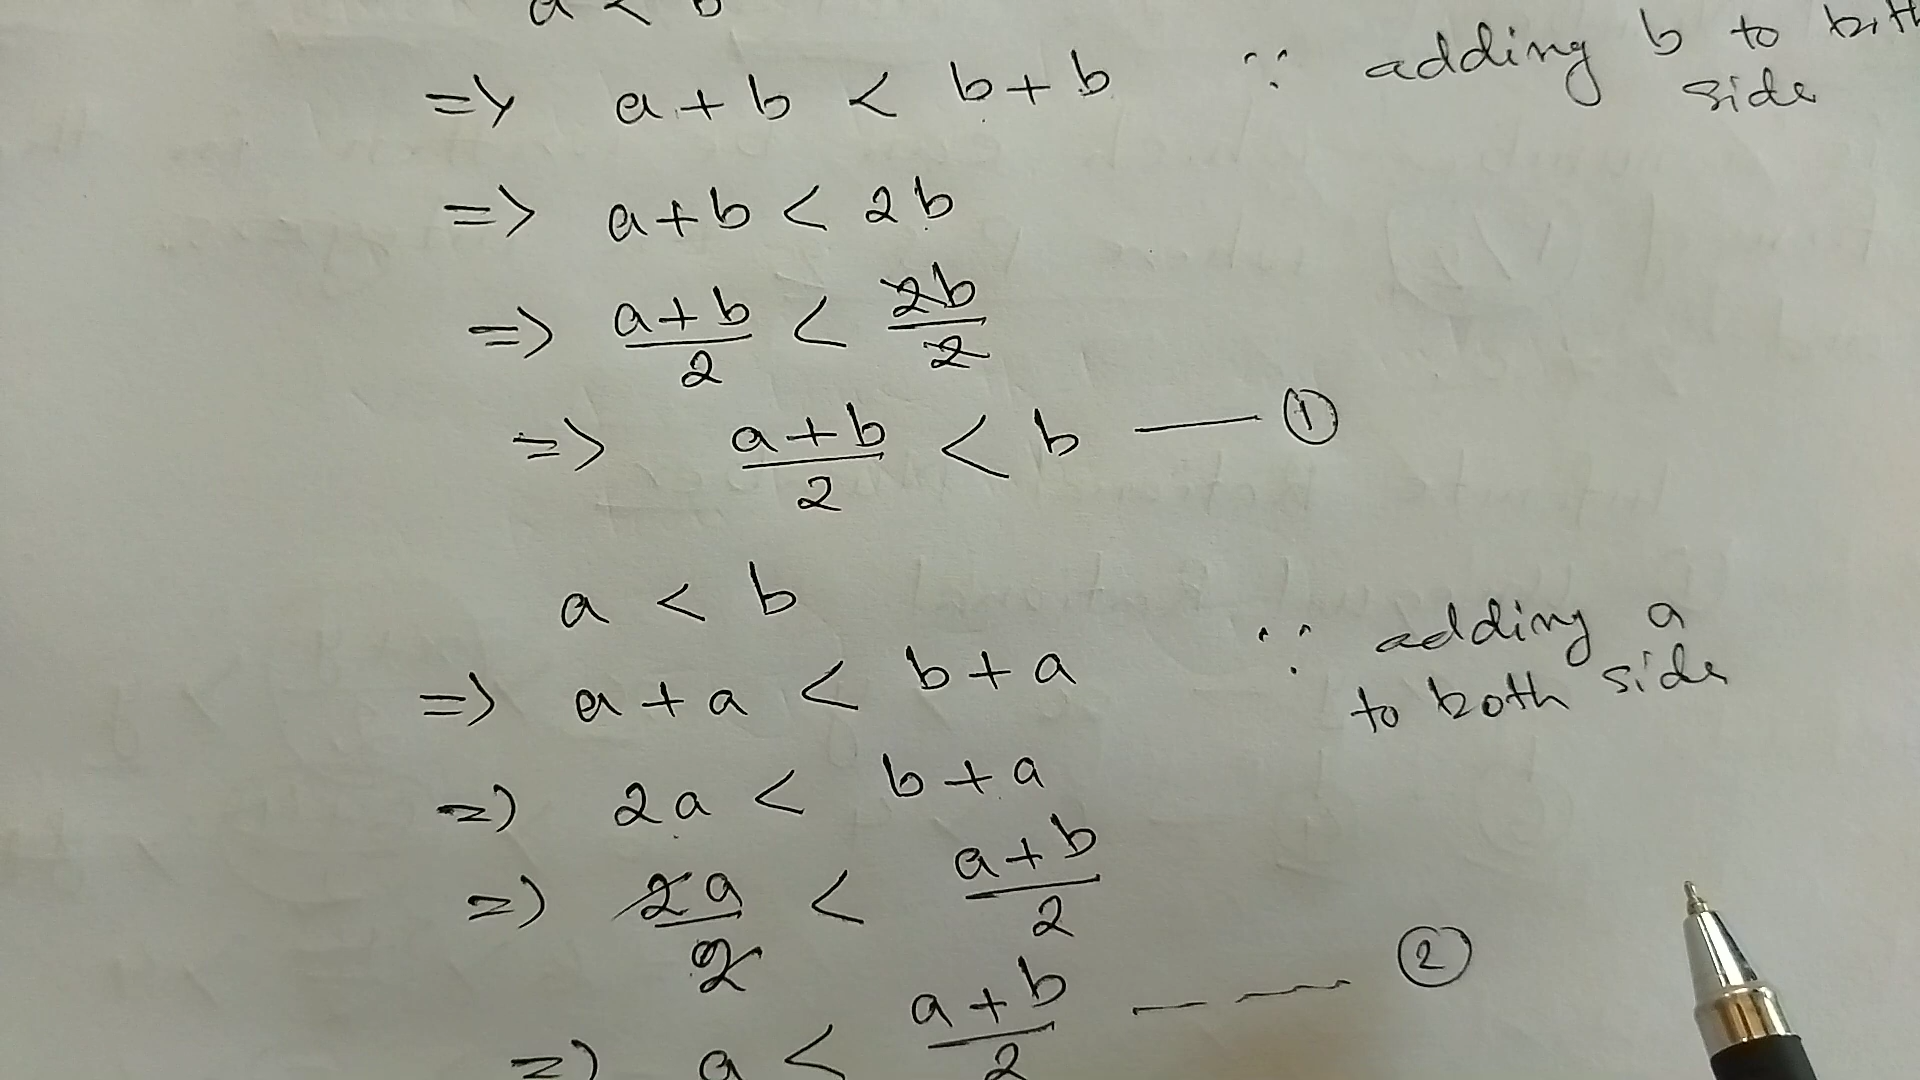 a < b
=> a + b < b + b ∵ adding b to both
side
=> a + b < 2b
=> a+b/2 < 2b/2
=> a+b/2 < b —— ①
a < b
=> a + a < b + a ∵ adding a
to both side
=> 2a < b + a
=> 2a/2 < a+b/2
=> a < a+b/2 —— ②